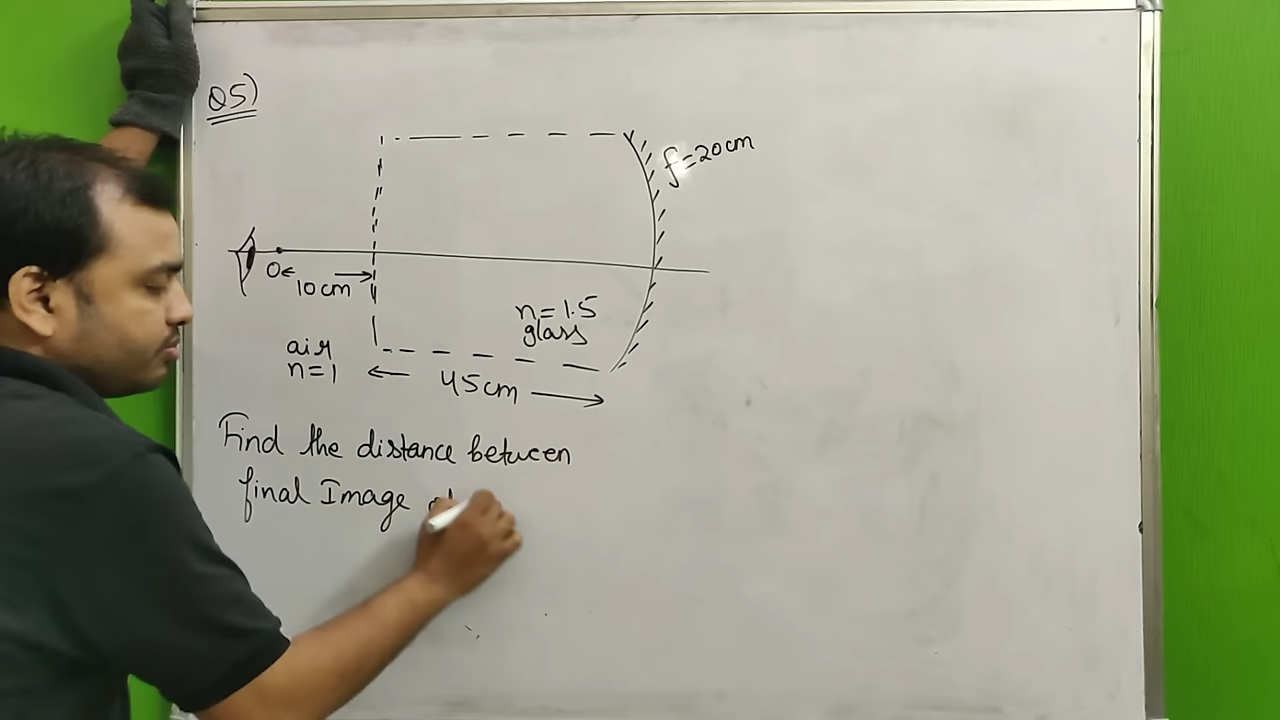 Q5)
f=20cm
O
10cm
n=1.5
glass
air
n=1
45cm
Find the distance between
final Image